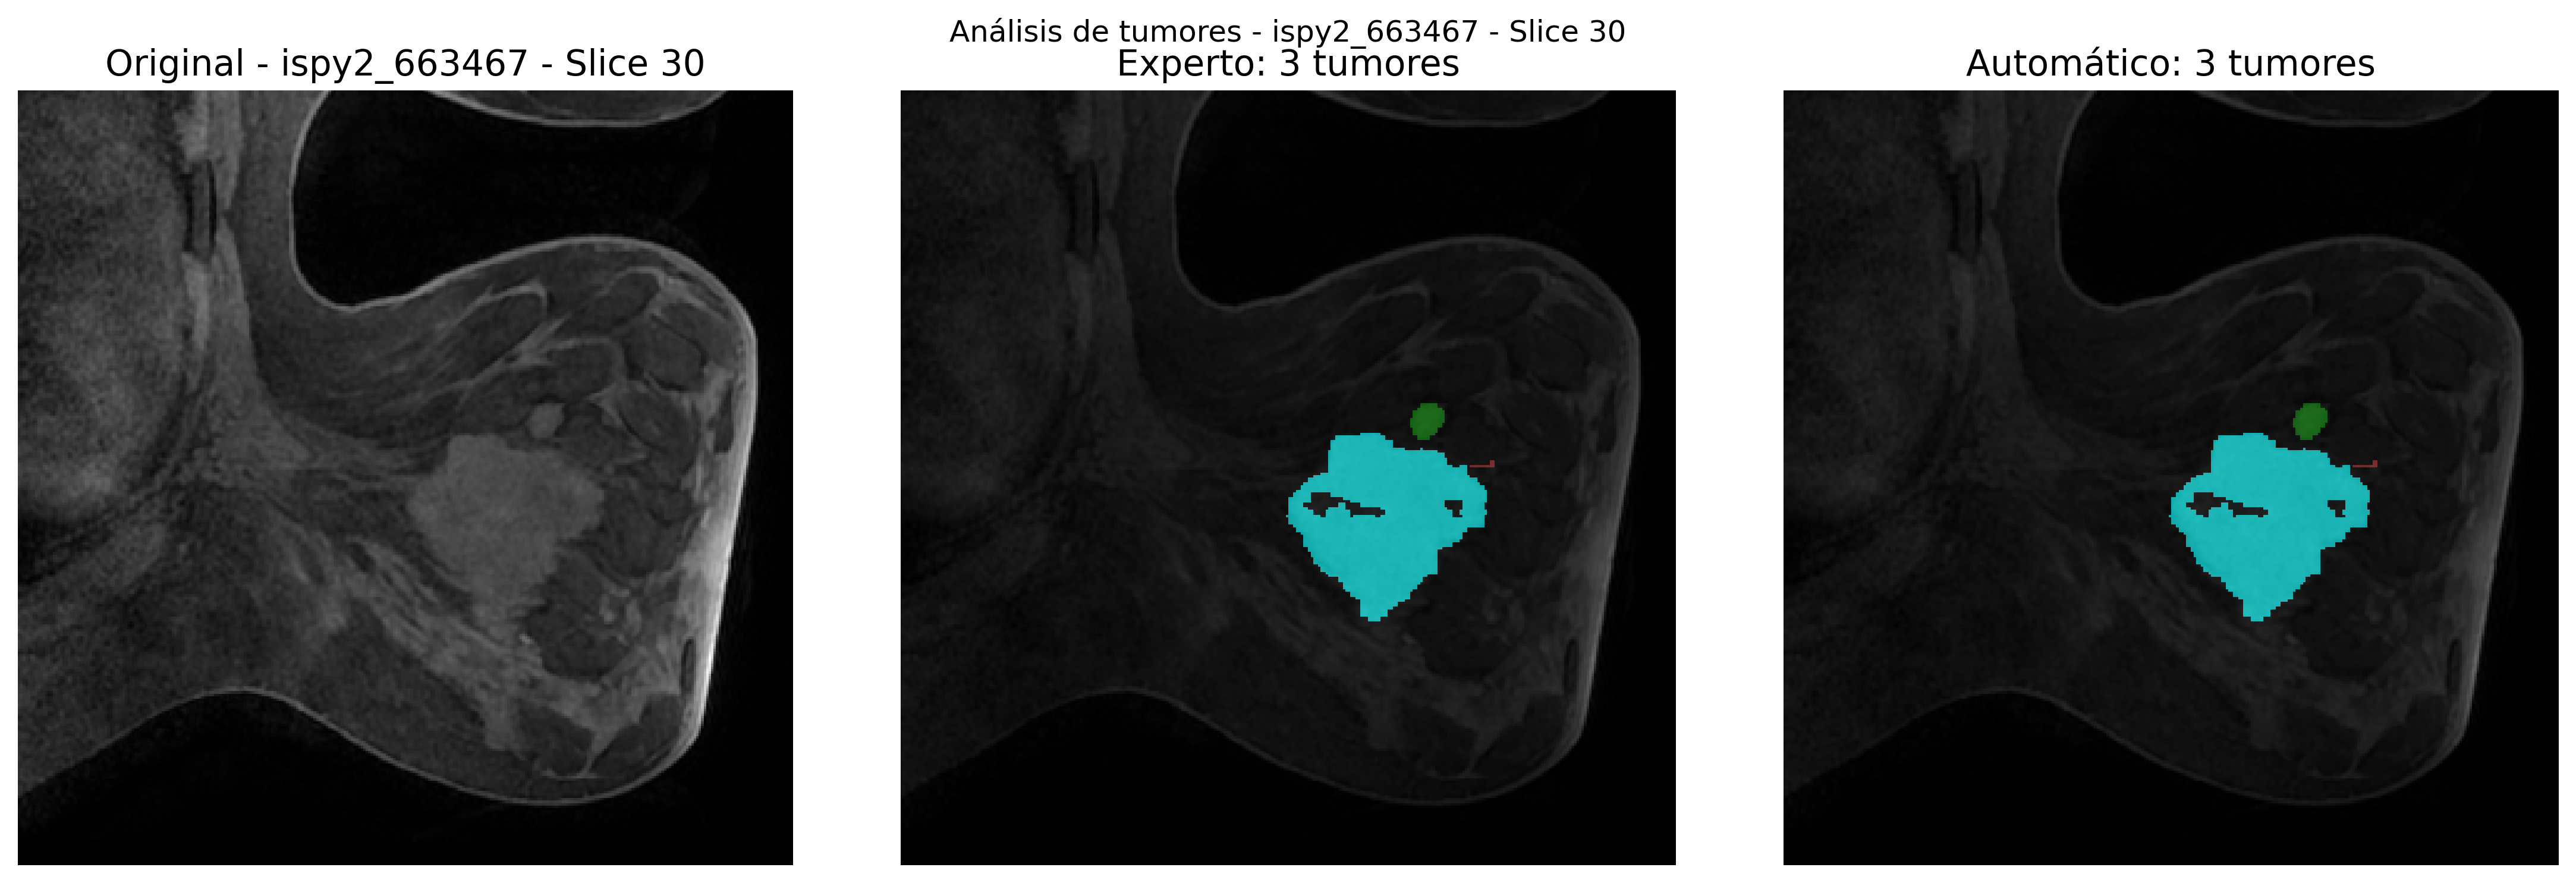 Análisis de tumores - ispy2_663467 - Slice 30
Original - ispy2_663467 - Slice 30
Experto: 3 tumores
Automático: 3 tumores